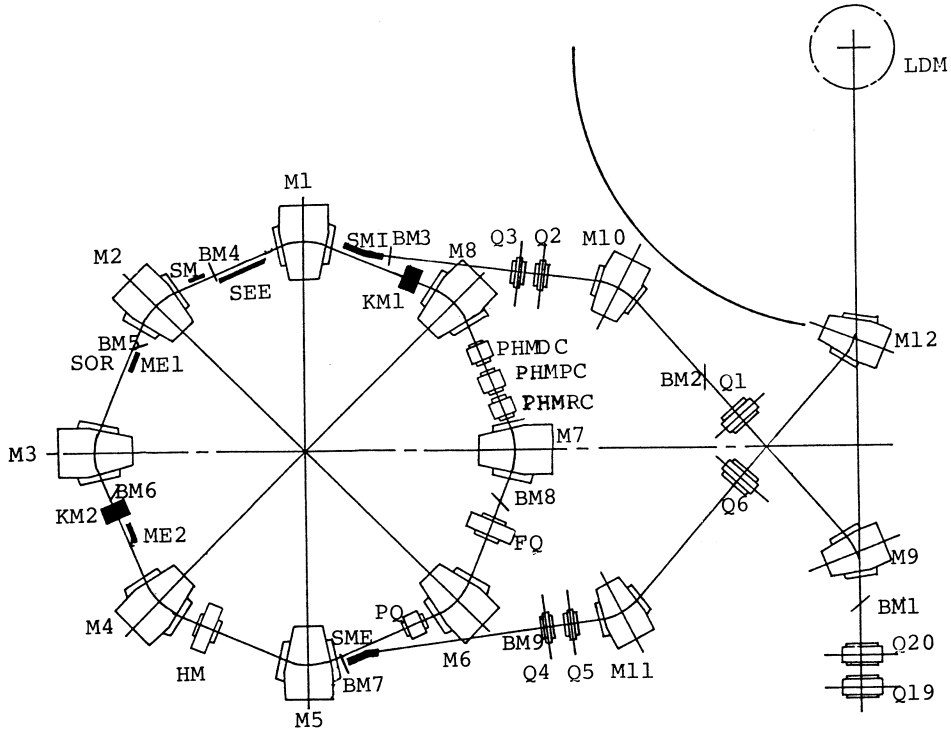 LDM
M1
SMI BM3
M8
Q3
Q2
M10
M2
SM
BM4
SEE
KM1
BM5
SOR
ME1
PHMDC
PHMPC
PHMRC
BM2
Q1
M12
M3
M7
BM6
KM2
ME2
BM8
FQ
Q6
M9
BM1
M4
HM
SME
PQ
M6
BM9
Q4
Q5
M11
Q20
BM7
Q19
M5